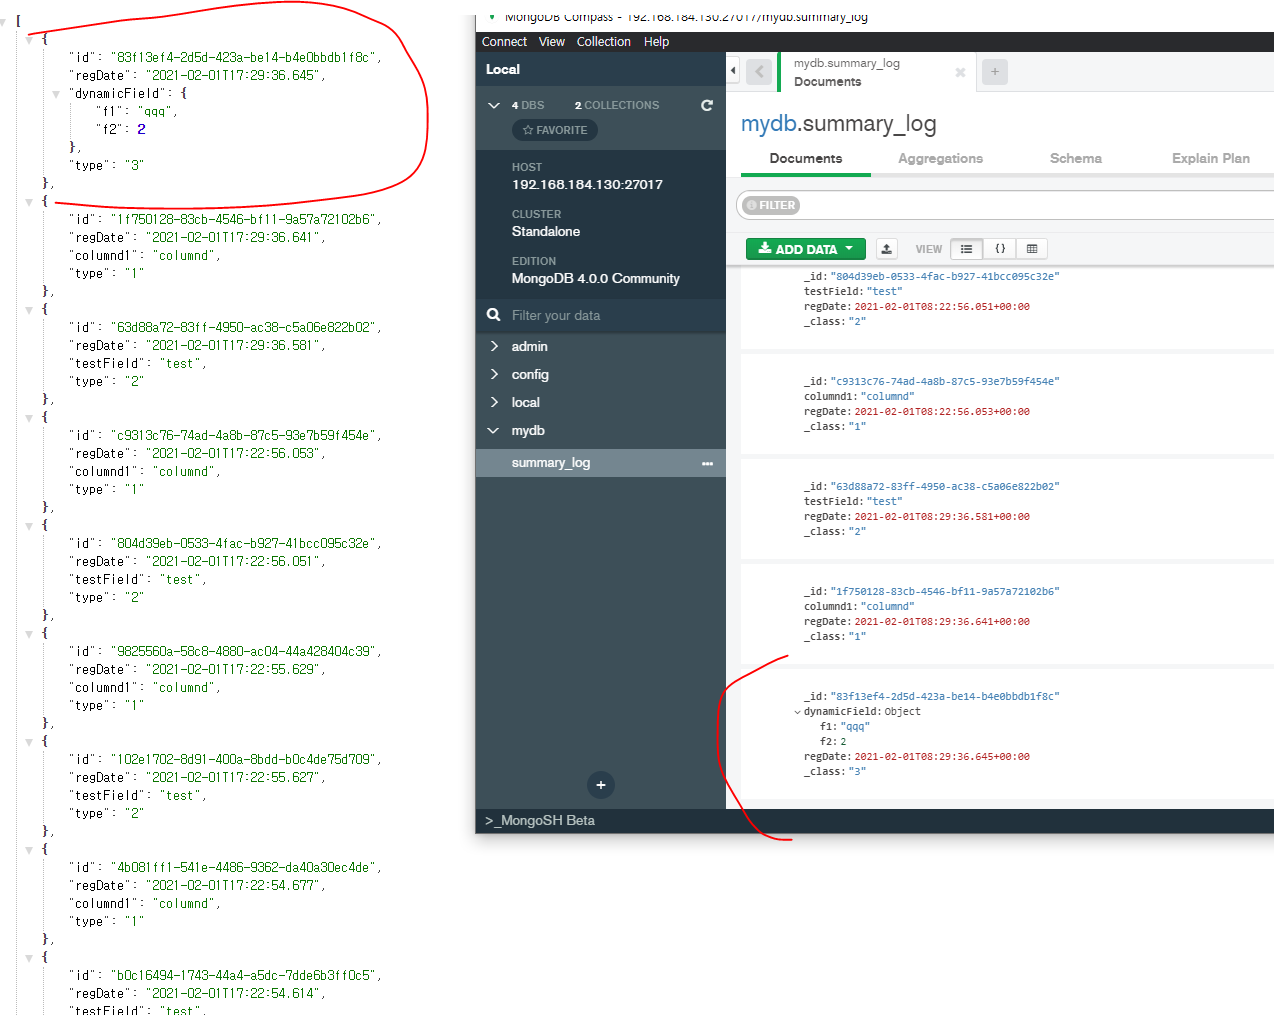 [
{
"id": "83f13ef4-2d5d-423a-be14-b4e0bbdb1f8c",
"regDate": "2021-02-01T17:29:36.645",
"dynamicField": {
"f1": "qqq",
"f2": 2
},
"type": "3"
},
{
"id": "1f750128-83cb-4546-bf11-9a57a72102b6",
"regDate": "2021-02-01T17:29:36.641",
"columnd1": "columnd",
"type": "1"
},
{
"id": "63d88a72-83ff-4950-ac38-c5a06e822b02",
"regDate": "2021-02-01T17:29:36.581",
"testField": "test",
"type": "2"
},
{
"id": "c9313c76-74ad-4a8b-87c5-93e7b59f454e",
"regDate": "2021-02-01T17:22:56.053",
"columnd1": "columnd",
"type": "1"
},
{
"id": "804d39eb-0533-4fac-b927-41bcc095c32e",
"regDate": "2021-02-01T17:22:56.051",
"testField": "test",
"type": "2"
},
{
"id": "9825560a-58c8-4880-ac04-44a428404c39",
"regDate": "2021-02-01T17:22:55.629",
"columnd1": "columnd",
"type": "1"
},
{
"id": "102e1702-8d91-400a-8bdd-b0c4de75d709",
"regDate": "2021-02-01T17:22:55.627",
"testField": "test",
"type": "2"
},
{
"id": "4b081ff1-541e-4486-9362-da40a30ec4de",
"regDate": "2021-02-01T17:22:54.677",
"columnd1": "columnd",
"type": "1"
},
{
"id": "b0c16494-1743-44a4-a5dc-7dde6b3ff0c5",
"regDate": "2021-02-01T17:22:54.614",
"testField": "test",
MongoDB Compass - 192.168.184.130:27017/mydb.summary_log
Connect View Collection Help
Local
4 DBS 2 COLLECTIONS
FAVORITE
HOST
192.168.184.130:27017
CLUSTER
Standalone
EDITION
MongoDB 4.0.0 Community
Filter your data
admin
config
local
mydb
summary_log
>_MongoSH Beta
mydb.summary_log
Documents
mydb.summary_log
Documents Aggregations Schema Explain Plan
FILTER
ADD DATA VIEW {}
_id: "804d39eb-0533-4fac-b927-41bcc095c32e"
testField: "test"
regDate: 2021-02-01T08:22:56.051+00:00
_class: "2"
_id: "c9313c76-74ad-4a8b-87c5-93e7b59f454e"
columnd1: "columnd"
regDate: 2021-02-01T08:22:56.053+00:00
_class: "1"
_id: "63d88a72-83ff-4950-ac38-c5a06e822b02"
testField: "test"
regDate: 2021-02-01T08:29:36.581+00:00
_class: "2"
_id: "1f750128-83cb-4546-bf11-9a57a72102b6"
columnd1: "columnd"
regDate: 2021-02-01T08:29:36.641+00:00
_class: "1"
_id: "83f13ef4-2d5d-423a-be14-b4e0bbdb1f8c"
dynamicField: Object
f1: "qqq"
f2: 2
regDate: 2021-02-01T08:29:36.645+00:00
_class: "3"